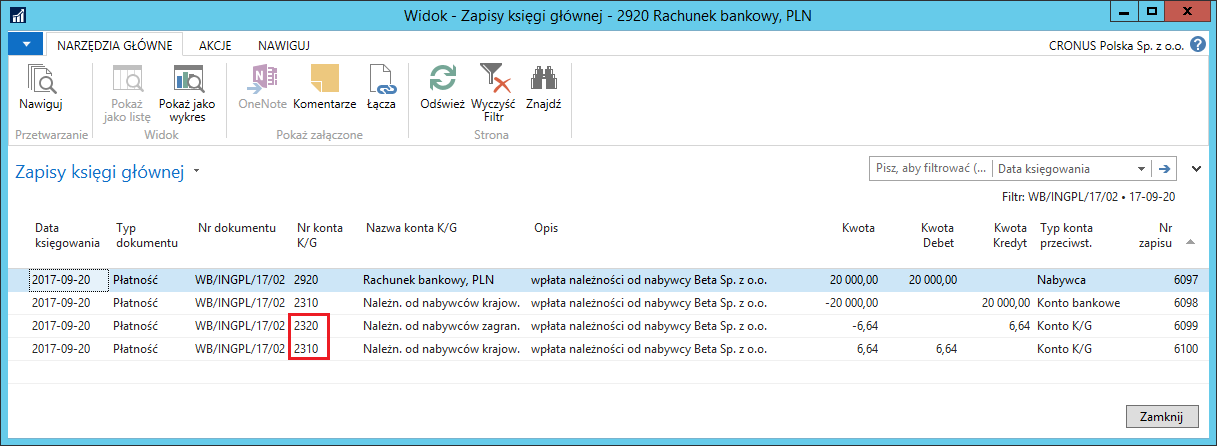 Widok - Zapisy księgi głównej - 2920 Rachunek bankowy, PLN
NARZĘDZIA GŁÓWNE AKCJE NAWIGUJ CRONUS Polska Sp. z o.o. ?
Nawiguj
Pokaż jako listę
Pokaż jako wykres
OneNote
Komentarze
Łącza
Odśwież
Wyczyść Filtr
Znajdź
Przetwarzanie Widok Pokaż załączone Strona
Zapisy księgi głównej
Pisz, aby filtrować (... Data księgowania
Filtr: WB/INGPL/17/02 • 17-09-20
Data księgowania Typ dokumentu Nr dokumentu Nr konta K/G Nazwa konta K/G Opis Kwota Kwota Debet Kwota Kredyt Typ konta przeciwst. Nr zapisu
2017-09-20 Płatność WB/INGPL/17/02 2920 Rachunek bankowy, PLN wpłata należności od nabywcy Beta Sp. z o.o. 20 000,00 20 000,00 Nabywca 6097
2017-09-20 Płatność WB/INGPL/17/02 2310 Należn. od nabywców krajow. wpłata należności od nabywcy Beta Sp. z o.o. -20 000,00 20 000,00 Konto bankowe 6098
2017-09-20 Płatność WB/INGPL/17/02 2320 Należn. od nabywców zagran. wpłata należności od nabywcy Beta Sp. z o.o. -6,64 6,64 Konto K/G 6099
2017-09-20 Płatność WB/INGPL/17/02 2310 Należn. od nabywców krajow. wpłata należności od nabywcy Beta Sp. z o.o. 6,64 6,64 Konto K/G 6100
Zamknij